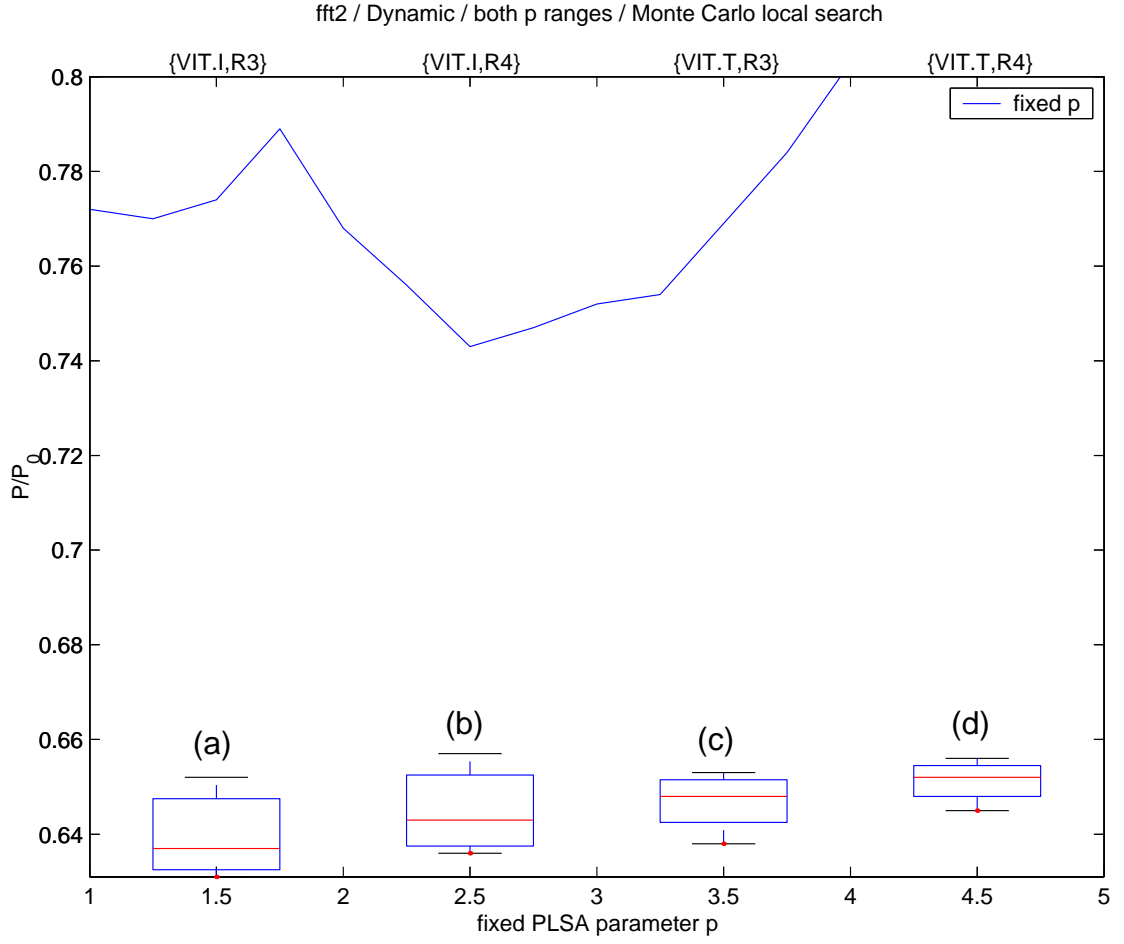 fft2 / Dynamic / both p ranges / Monte Carlo local search
{VIT.I,R3} {VIT.I,R4} {VIT.T,R3} {VIT.T,R4}
fixed p
0.8
0.78
0.76
0.74
0.72
0.7
0.68
0.66
0.64
P/P_0
(a) (b) (c) (d)
1 1.5 2 2.5 3 3.5 4 4.5 5
fixed PLSA parameter p